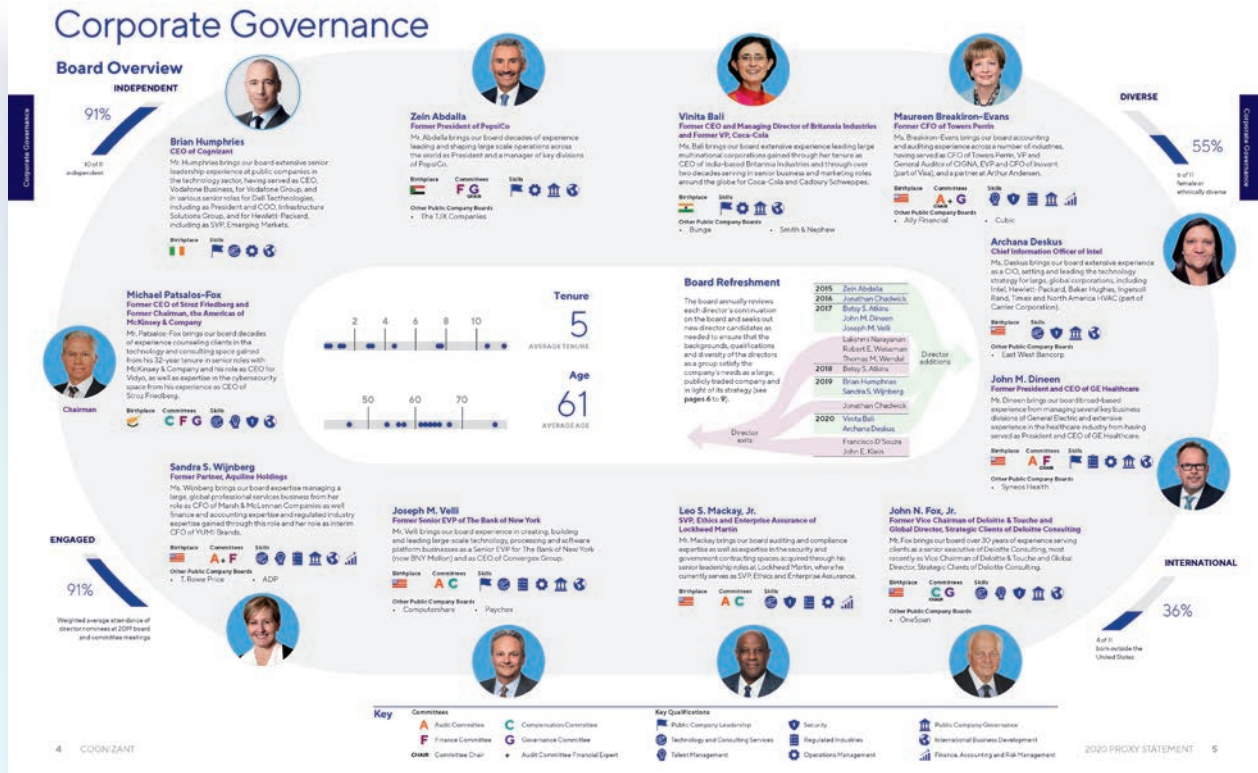 Corporate Governance
Board Overview
INDEPENDENT
91%
10 of 11
independent
Corporate Governance
Brian Humphries
CEO of Cognizant
Mr. Humphries brings our board extensive senior
leadership experience at public companies in
the technology sector, having served as CEO,
Vodafone Business, for Vodafone Group, and
in various senior roles for Dell Technologies,
including as President and COO, Infrastructure
Solutions Group, and for Hewlett-Packard,
including as SVP, Emerging Markets.
Birthplace Skills
Zein Abdalla
Former President of PepsiCo
Mr. Abdalla brings our board decades of experience
leading and shaping large scale operations across
the world as President and a manager of key divisions
of PepsiCo.
Birthplace Committees Skills
F G
Other Public Company Boards
• The TJX Companies
Vinita Bali
Former CEO and Managing Director of Britannia Industries
and Former VP, Coca-Cola
Ms. Bali brings our board extensive experience leading large
multinational corporations gained through her tenure as
CEO of India-based Britannia Industries and through over
two decades serving in senior business and marketing roles
around the globe for Coca-Cola and Cadbury Schweppes.
Birthplace Skills
Other Public Company Boards
• Bunge • Smith & Nephew
Maureen Breakiron-Evans
Former CFO of Towers Perrin
Ms. Breakiron-Evans brings our board accounting
and auditing experience across a number of industries,
having served as CFO of Towers Perrin, VP and
General Auditor of CIGNA, EVP and CFO of Inovant
(part of Visa), and a partner at Arthur Andersen.
Birthplace Committees Skills
A + G
CHAIR
Other Public Company Boards
• Ally Financial • Cubic
DIVERSE
55%
6 of 11
female or
ethnically diverse
Corporate Governance
Archana Deskus
Chief Information Officer of Intel
Ms. Deskus brings our board extensive experience
as a CIO, setting and leading the technology
strategy for large, global corporations, including
Intel, Hewlett-Packard, Baker Hughes, Ingersoll
Rand, Timex and North America HVAC (part of
Carrier Corporation).
Birthplace Skills
Other Public Company Boards
• East West Bancorp
Michael Patsalos-Fox
Former CEO of Stroz Friedberg and
Former Chairman, the Americas of
McKinsey & Company
Mr. Patsalos-Fox brings our board decades
of experience counseling clients in the
technology and consulting space gained
from his 32-year tenure in senior roles with
McKinsey & Company and his role as CEO for
Vidyo, as well as expertise in the cybersecurity
space from his experience as CEO of
Stroz Friedberg.
Chairman
Birthplace Committees Skills
C F G
Tenure
2 4 6 8 10
5
AVERAGE TENURE
Age
50 60 70
61
AVERAGE AGE
Board Refreshment
The board annually reviews
each director's continuation
on the board and seeks out
new director candidates as
needed to ensure that the
backgrounds, qualifications
and diversity of the directors
as a group satisfy the
company's needs as a large,
publicly traded company and
in light of its strategy (see
pages 6 to 9).
2015 Zein Abdalla
2016 Jonathan Chadwick
2017 Betsy S. Atkins
John M. Dineen
Joseph M. Velli
Lakshmi Narayanan
Robert E. Weissman
Thomas M. Wendel
2018 Betsy S. Atkins
2019 Brian Humphries
Sandra S. Wijnberg
Jonathan Chadwick
2020 Vinita Bali
Archana Deskus
Francisco D'Souza
John E. Klein
Director
additions
Director
exits
John M. Dineen
Former President and CEO of GE Healthcare
Mr. Dineen brings our board broad-based
experience from managing several key business
divisions of General Electric and extensive
experience in the healthcare industry from having
served as President and CEO of GE Healthcare.
Birthplace Committees Skills
A F
CHAIR
Other Public Company Boards
• Syneos Health
Sandra S. Wijnberg
Former Partner, Aquiline Holdings
Ms. Wijnberg brings our board expertise managing a
large, global professional services business from her
role as CFO of Marsh & McLennan Companies as well
finance and accounting expertise and regulated industry
expertise gained through this role and her role as interim
CFO of YUM! Brands.
Birthplace Committees Skills
A + F
Other Public Company Boards
• T. Rowe Price • ADP
ENGAGED
91%
Weighted average attendance of
director nominees at 2019 board
and committee meetings
Joseph M. Velli
Former Senior EVP of The Bank of New York
Mr. Velli brings our board experience in creating, building
and leading large-scale technology, processing and software
platform businesses as a Senior EVP for The Bank of New York
(now BNY Mellon) and as CEO of Convergex Group.
Birthplace Committees Skills
A C
Other Public Company Boards
• Computershare • Paychex
Leo S. Mackay, Jr.
SVP, Ethics and Enterprise Assurance of
Lockheed Martin
Mr. Mackay brings our board auditing and compliance
expertise as well as expertise in the security and
government contracting spaces acquired through his
senior leadership roles at Lockheed Martin, where he
currently serves as SVP, Ethics and Enterprise Assurance.
Birthplace Committees Skills
A C
John N. Fox, Jr.
Former Vice Chairman of Deloitte & Touche and
Global Director, Strategic Clients of Deloitte Consulting
Mr. Fox brings our board over 30 years of experience serving
clients as a senior executive of Deloitte Consulting, most
recently as Vice Chairman of Deloitte & Touche and Global
Director, Strategic Clients of Deloitte Consulting.
Birthplace Committees Skills
C G
CHAIR
Other Public Company Boards
• OneSpan
INTERNATIONAL
36%
4 of 11
born outside the
United States
Key
Committees
A Audit Committee
C Compensation Committee
F Finance Committee
G Governance Committee
CHAIR Committee Chair
+ Audit Committee Financial Expert
Key Qualifications
Public Company Leadership
Security
Public Company Governance
Technology and Consulting Services
Regulated Industries
International Business Development
Talent Management
Operations Management
Finance, Accounting and Risk Management
4 COGNIZANT
2020 PROXY STATEMENT 5